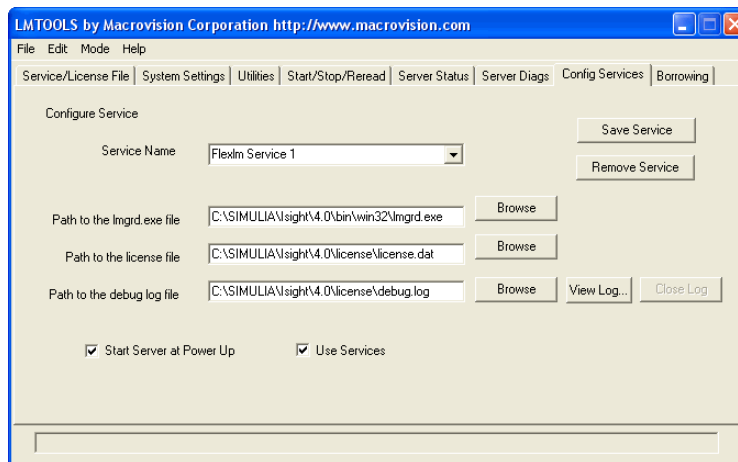 LMTOOLS by Macrovision Corporation http://www.macrovision.com
File Edit Mode Help
Service/License File System Settings Utilities Start/Stop/Reread Server Status Server Diags Config Services Borrowing
Configure Service
Save Service
Service Name Flexlm Service 1
Remove Service
Path to the lmgrd.exe file C:\SIMULIA\Isight\4.0\bin\win32\lmgrd.exe Browse
Path to the license file C:\SIMULIA\Isight\4.0\license\license.dat Browse
Path to the debug log file C:\SIMULIA\Isight\4.0\license\debug.log Browse View Log... Close Log
Start Server at Power Up Use Services